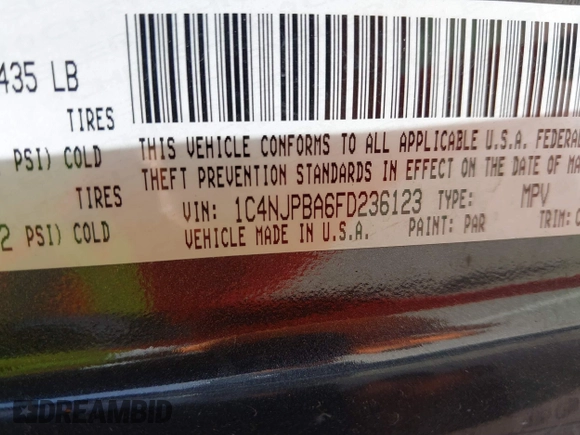 435 LB
TIRES
PSI) COLD
TIRES
2 PSI) COLD
THIS VEHICLE CONFORMS TO ALL APPLICABLE U.S.A. FEDERAL
THEFT PREVENTION STANDARDS IN EFFECT ON THE DATE OF MA
VIN: 1C4NJPBA6FD236123 TYPE: MPV
VEHICLE MADE IN U.S.A. PAINT: PAR TRIM: C
DREAMBID